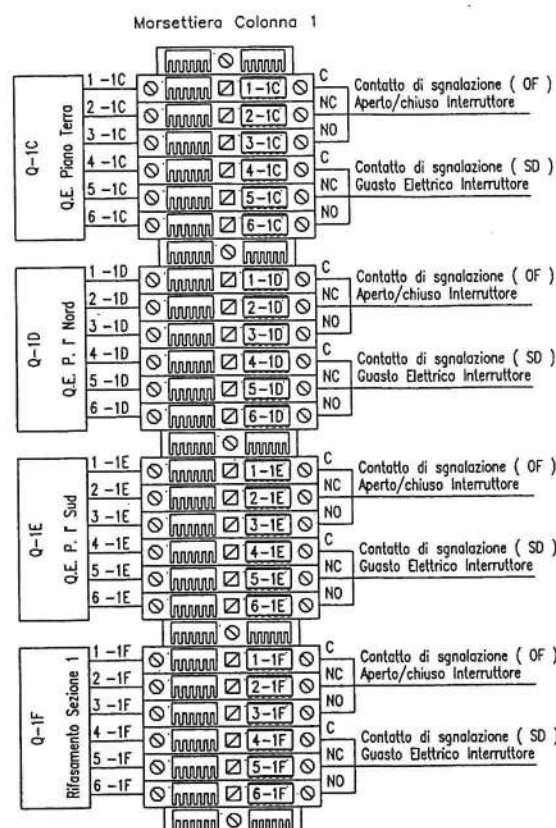 Morsettiera Colonna 1
Q-1C
Q.E. Piano Terra
1 -1C
2 -1C
3 -1C
4 -1C
5 -1C
6 -1C
1-1C
2-1C
3-1C
4-1C
5-1C
6-1C
C
NC
NO
C
NC
NO
Contatto di sgnalazione ( OF )
Aperto/chiuso Interruttore
Contatto di sgnalazione ( SD )
Guasto Elettrico Interruttore
Q-1D
Q.E. P. I° Nord
1 -1D
2 -1D
3 -1D
4 -1D
5 -1D
6 -1D
1-1D
2-1D
3-1D
4-1D
5-1D
6-1D
C
NC
NO
C
NC
NO
Contatto di sgnalazione ( OF )
Aperto/chiuso Interruttore
Contatto di sgnalazione ( SD )
Guasto Elettrico Interruttore
Q-1E
Q.E. P. I° Sud
1 -1E
2 -1E
3 -1E
4 -1E
5 -1E
6 -1E
1-1E
2-1E
3-1E
4-1E
5-1E
6-1E
C
NC
NO
C
NC
NO
Contatto di sgnalazione ( OF )
Aperto/chiuso Interruttore
Contatto di sgnalazione ( SD )
Guasto Elettrico Interruttore
Q-1F
Rifasamento Sezione 1
1 -1F
2 -1F
3 -1F
4 -1F
5 -1F
6 -1F
1-1F
2-1F
3-1F
4-1F
5-1F
6-1F
C
NC
NO
C
NC
NO
Contatto di sgnalazione ( OF )
Aperto/chiuso Interruttore
Contatto di sgnalazione ( SD )
Guasto Elettrico Interruttore